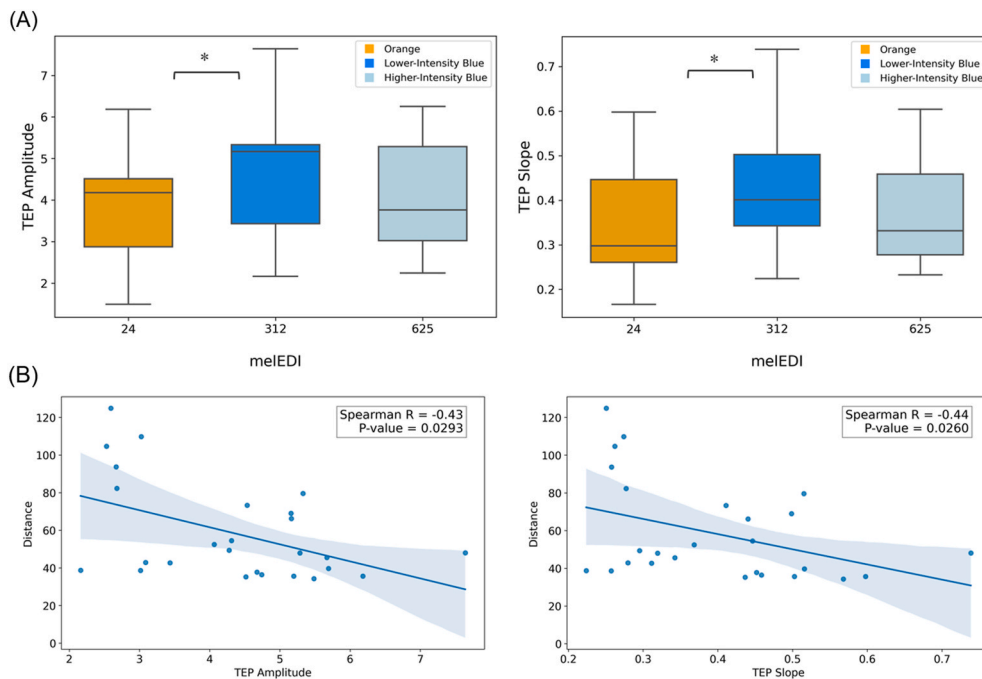 (A)
*
Orange
Lower-Intensity Blue
Higher-Intensity Blue
TEP Amplitude
7
6
5
4
3
2
24
312
625
melEDI
*
Orange
Lower-Intensity Blue
Higher-Intensity Blue
TEP Slope
0.7
0.6
0.5
0.4
0.3
0.2
24
312
625
melEDI
(B)
Spearman R = -0.43
P-value = 0.0293
Distance
120
100
80
60
40
20
0
2
3
4
5
6
7
TEP Amplitude
Spearman R = -0.44
P-value = 0.0260
Distance
120
100
80
60
40
20
0
0.2
0.3
0.4
0.5
0.6
0.7
TEP Slope